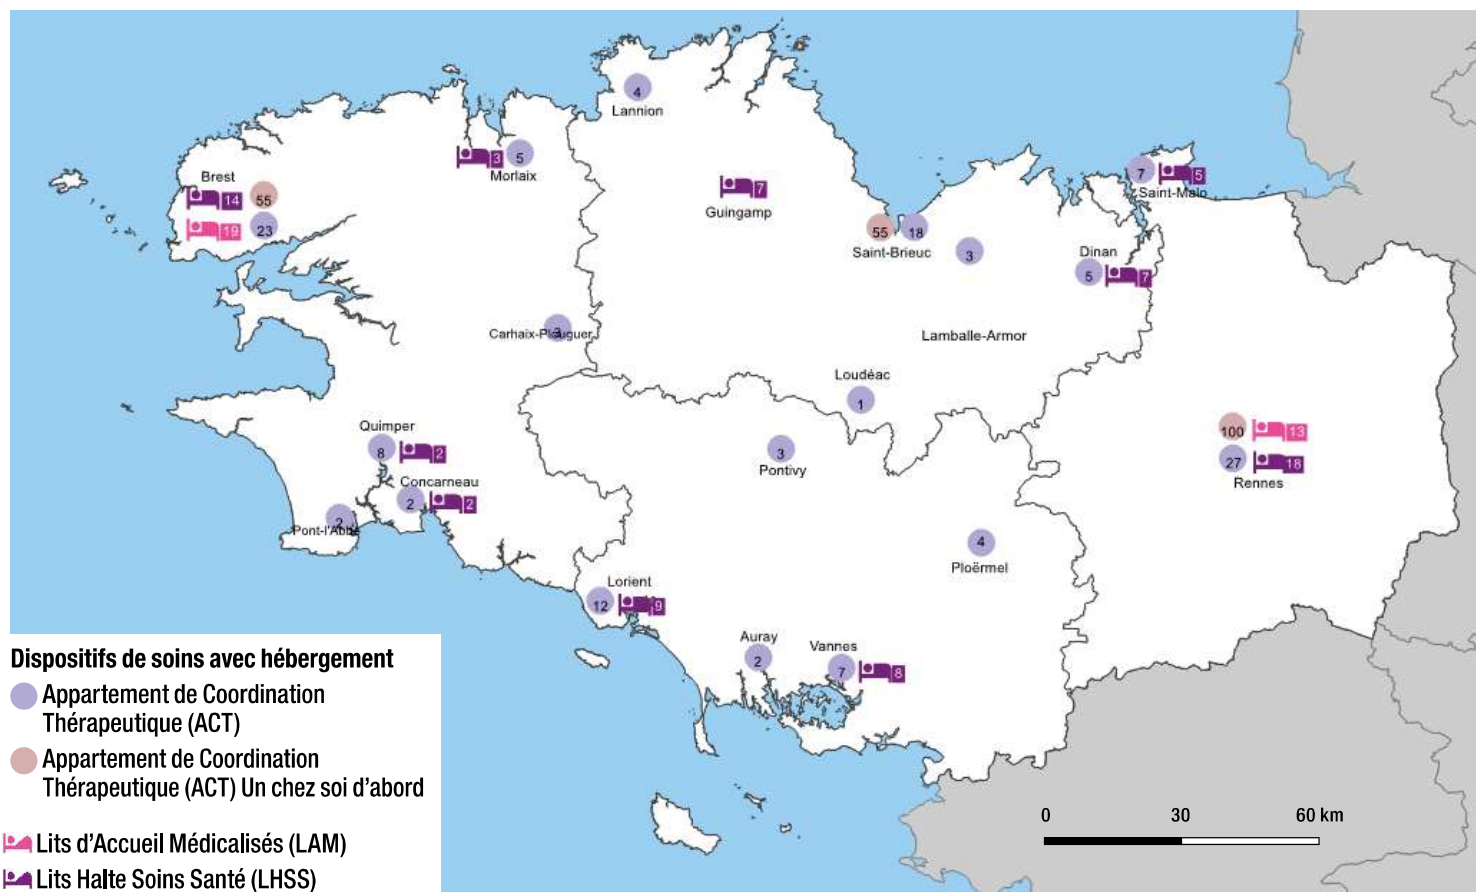 4
Lannion
3
5
Morlaix
Brest
14
55
19
23
7
Guingamp
7
5
Saint-Malo
55
18
Saint-Brieuc
3
Dinan
5
7
3
Carhaix-Plouguer
Lamballe-Armor
Loudéac
1
Quimper
8
2
Concarneau
2
2
2
Pont-l'Abbé
3
Pontivy
100
13
27
18
Rennes
4
Ploërmel
Lorient
12
9
Auray
2
Vannes
7
8
Dispositifs de soins avec hébergement
Appartement de Coordination
Thérapeutique (ACT)
Appartement de Coordination
Thérapeutique (ACT) Un chez soi d'abord
Lits d'Accueil Médicalisés (LAM)
Lits Halte Soins Santé (LHSS)
0 30 60 km